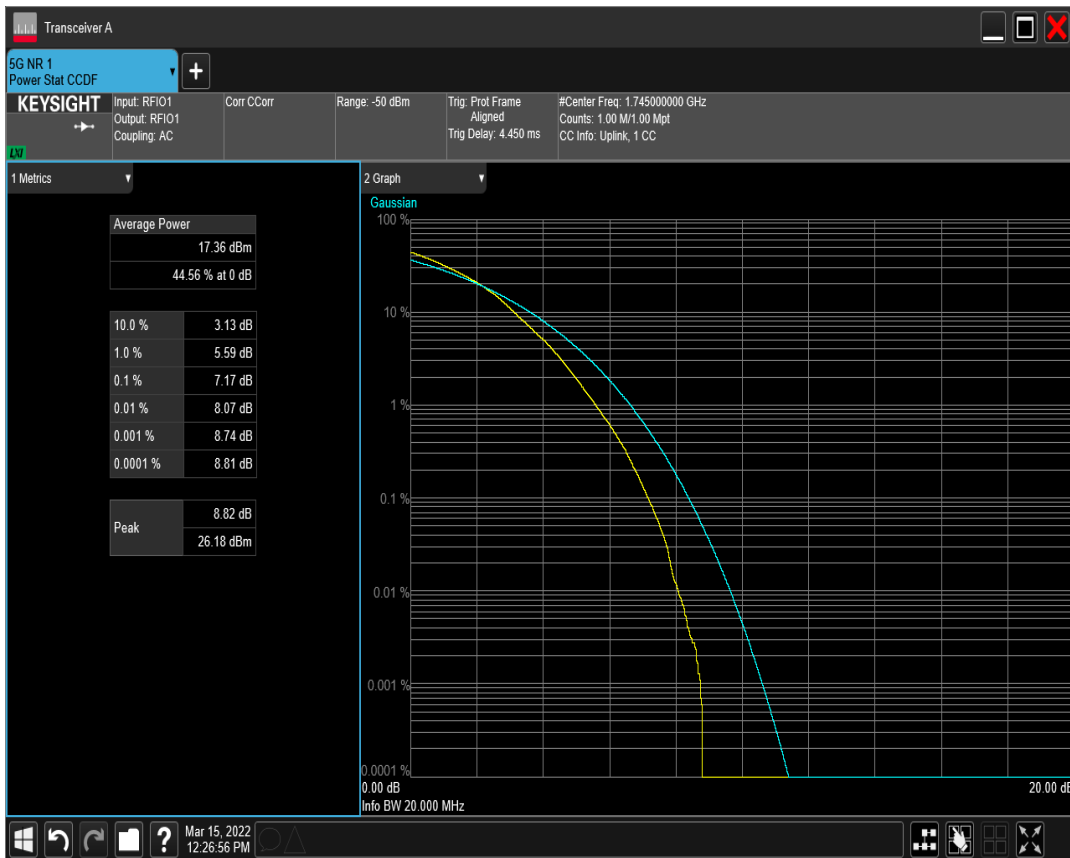 Transceiver A
5G NR 1
Power Stat CCDF
+
KEYSIGHT
LXI
Input: RFIO1
Output: RFIO1
Coupling: AC
Corr CCorr
Range: -50 dBm
Trig: Prot Frame
Aligned
Trig Delay: 4.450 ms
#Center Freq: 1.745000000 GHz
Counts: 1.00 M/1.00 Mpt
CC Info: Uplink, 1 CC
1 Metrics
Average Power
17.36 dBm
44.56 % at 0 dB
10.0 % 3.13 dB
1.0 % 5.59 dB
0.1 % 7.17 dB
0.01 % 8.07 dB
0.001 % 8.74 dB
0.0001 % 8.81 dB
Peak
8.82 dB
26.18 dBm
2 Graph
Gaussian
100 %
10 %
1 %
0.1 %
0.01 %
0.001 %
0.0001 %
0.00 dB
20.00 dB
Info BW 20.000 MHz
?
Mar 15, 2022
12:26:56 PM